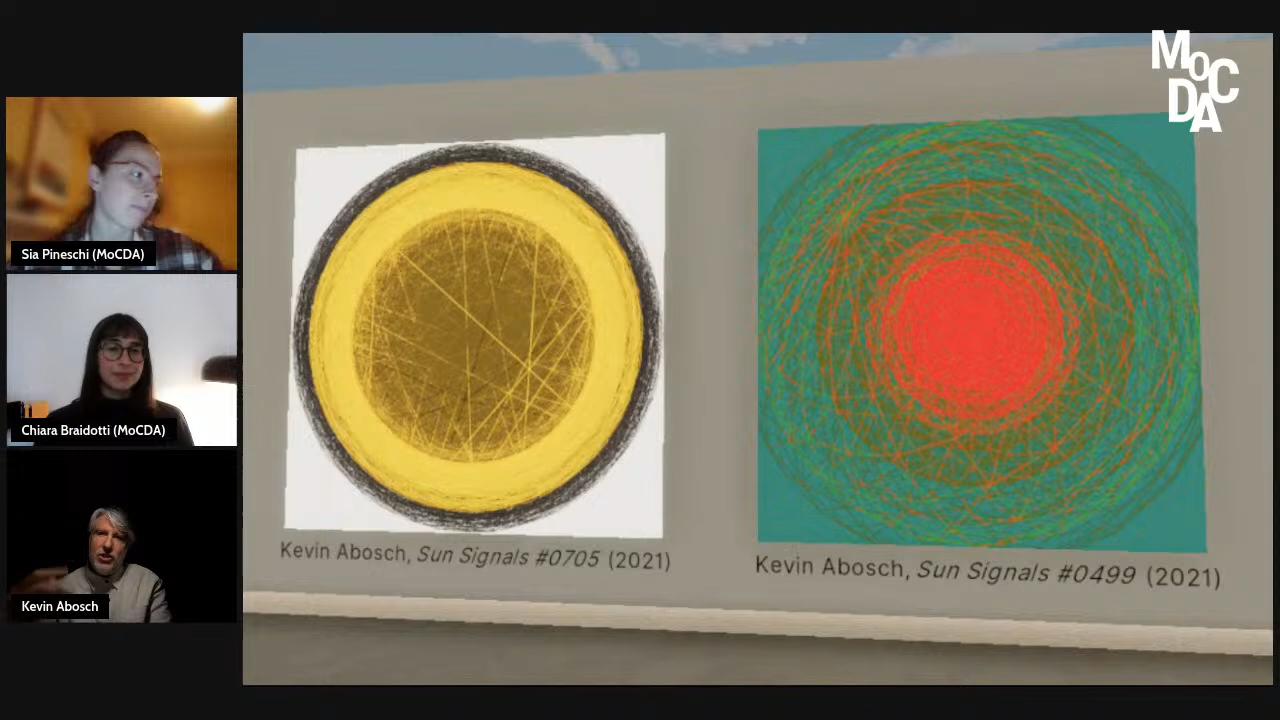 MoCDA
Sia Pineschi (MoCDA)
Chiara Braidotti (MoCDA)
Kevin Abosch
Kevin Abosch, Sun Signals #0705 (2021)
Kevin Abosch, Sun Signals #0499 (2021)